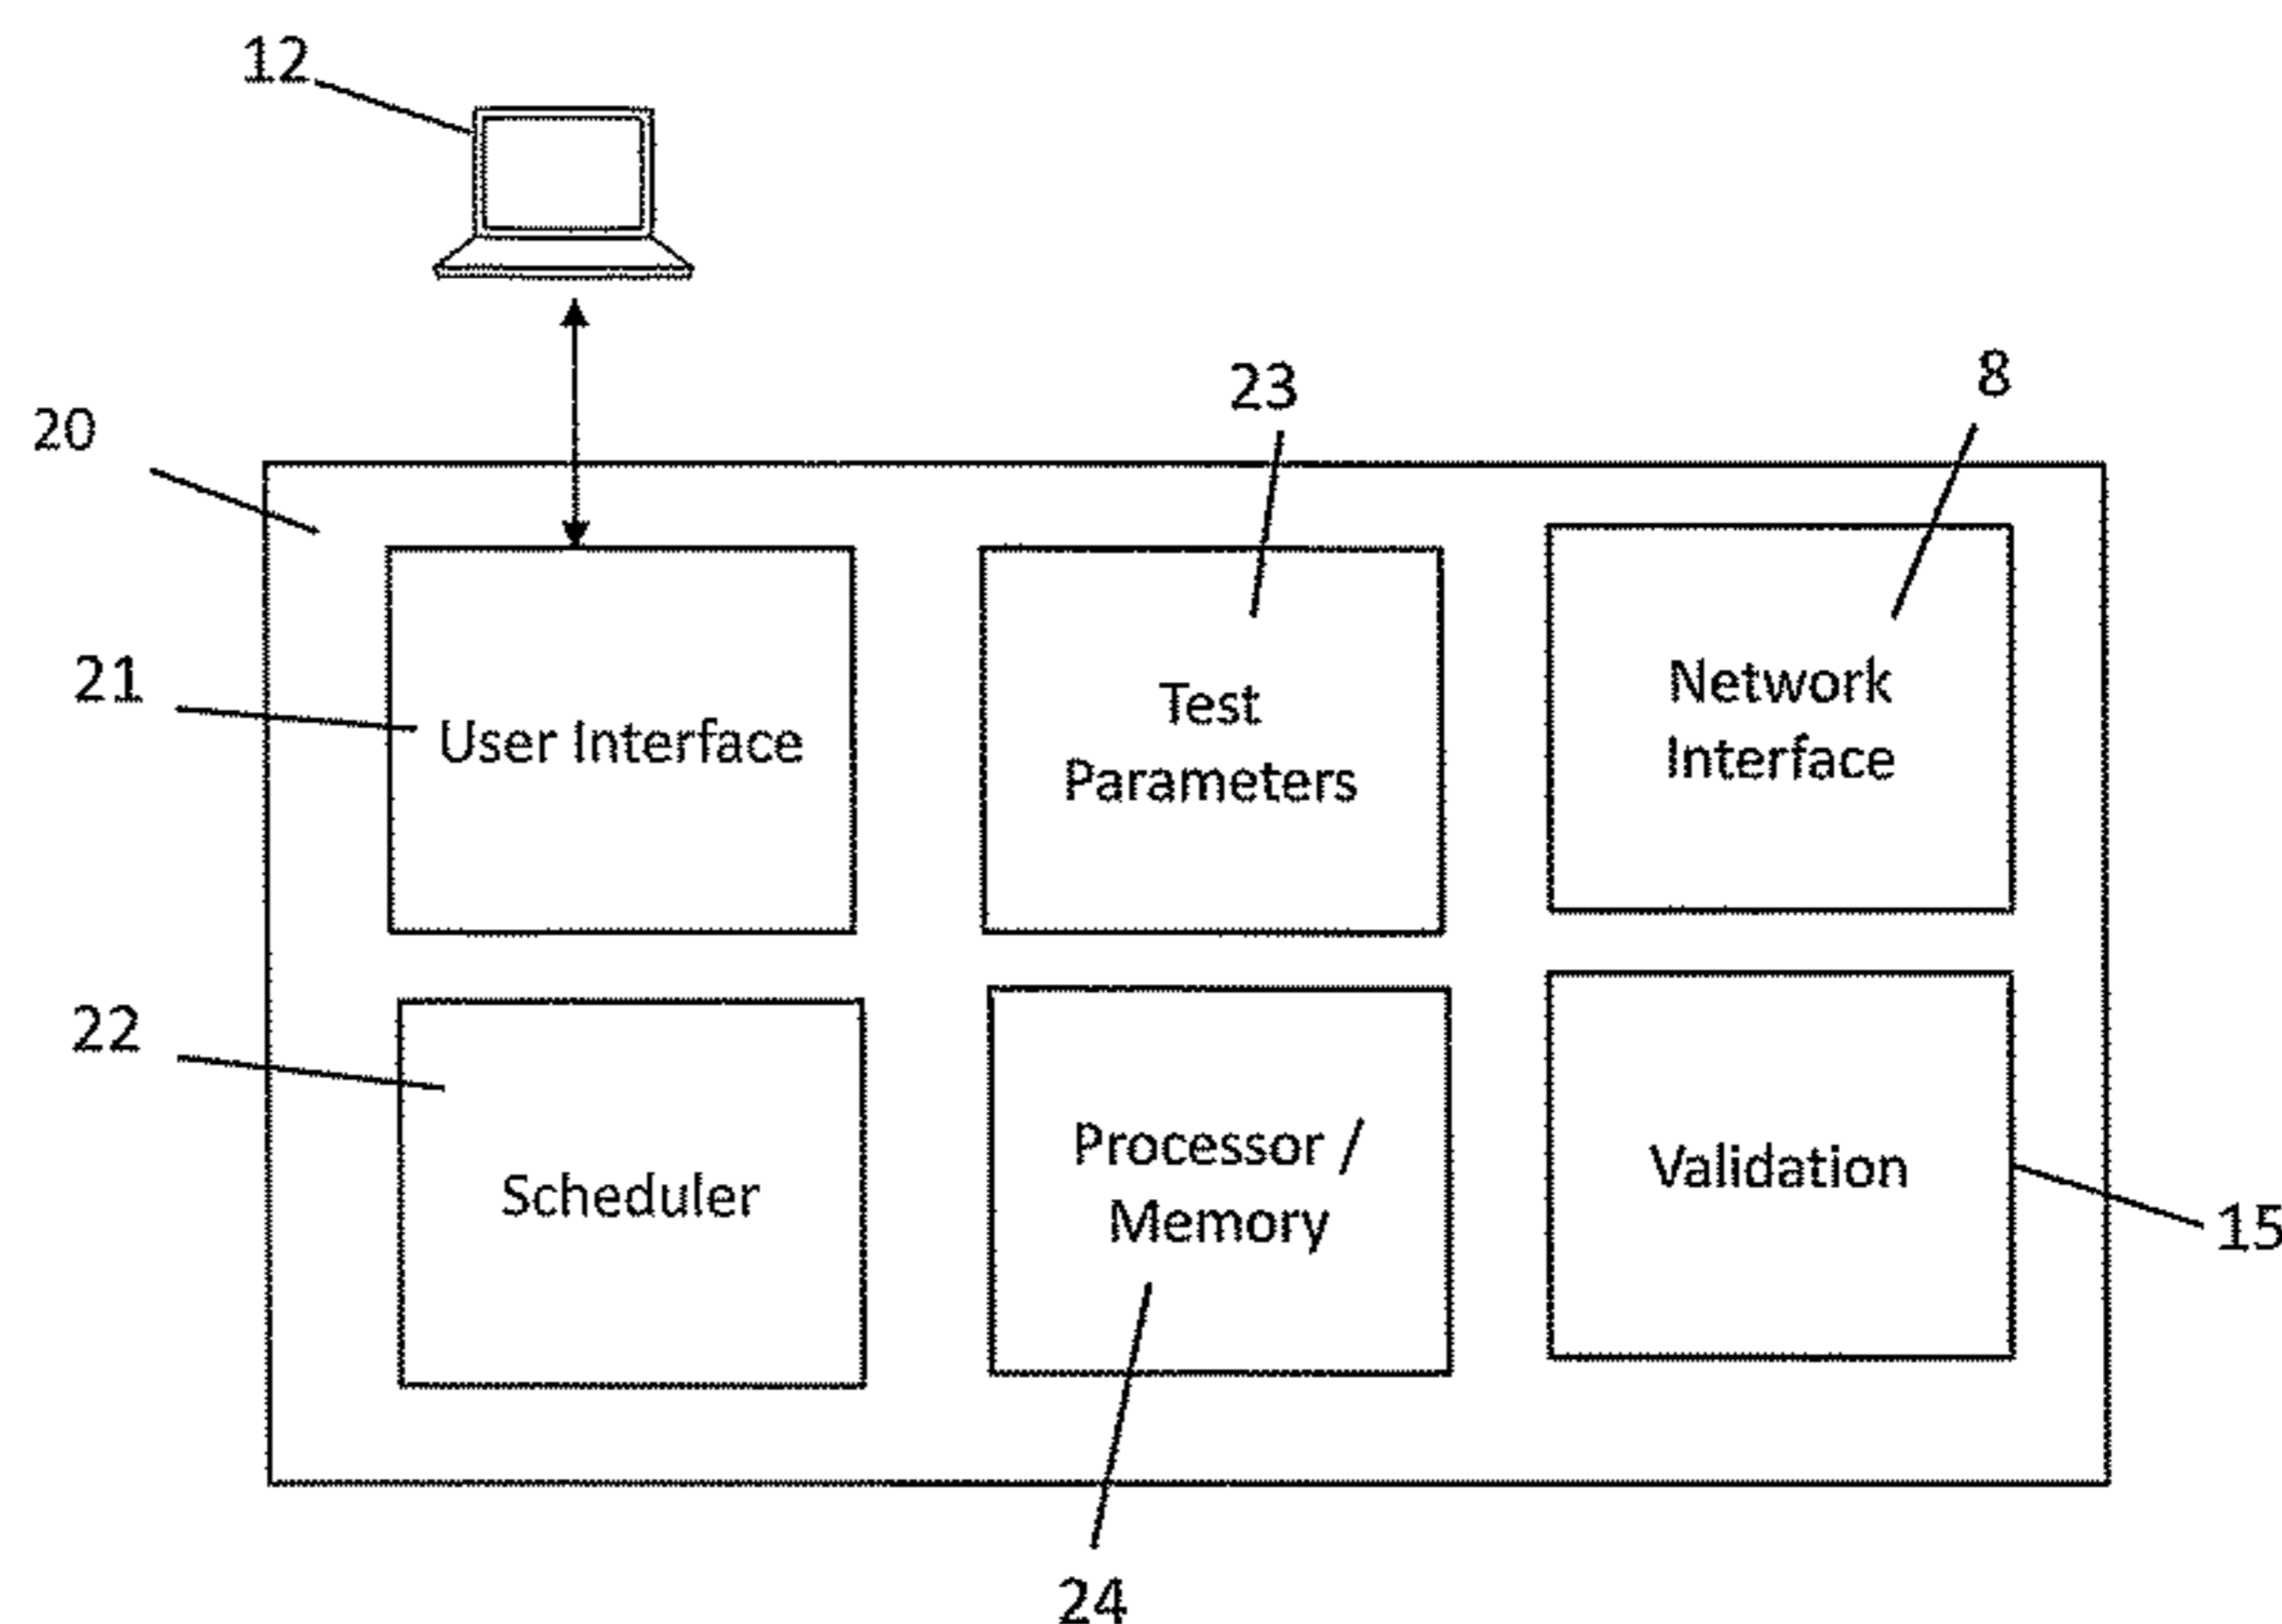 12
20
23
8
21
User Interface
Test
Parameters
Network
Interface
22
Scheduler
Processor /
Memory
Validation
15
24